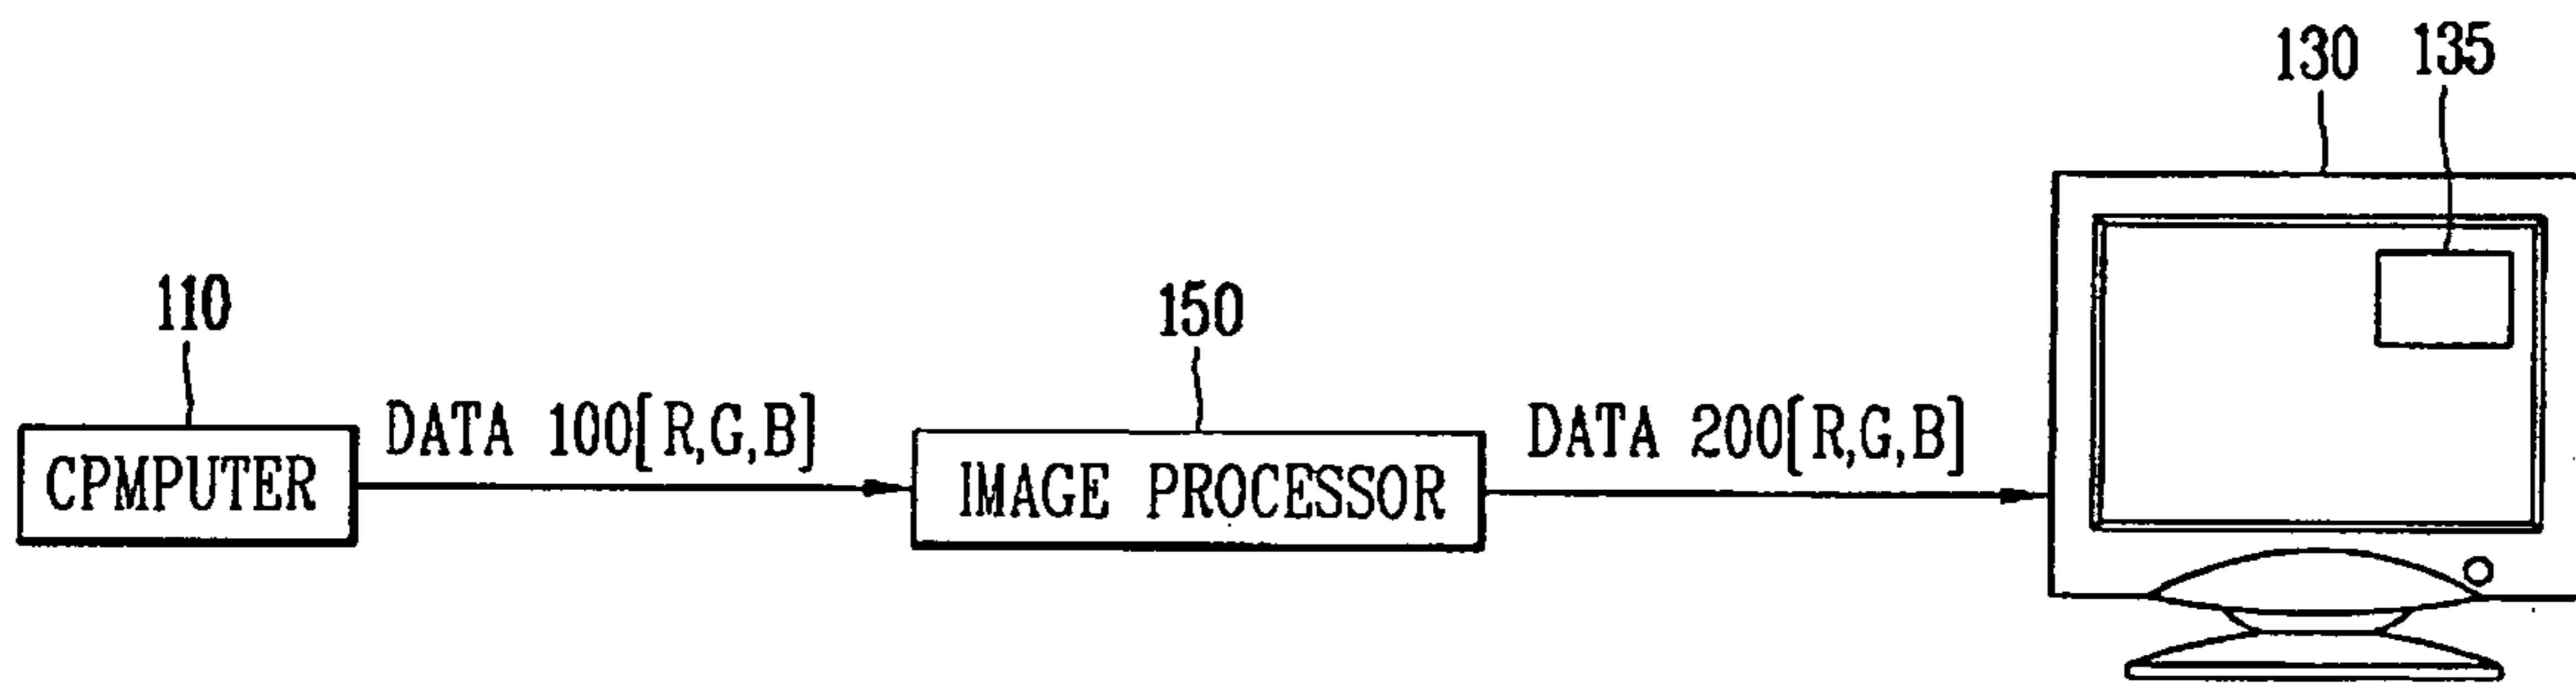 130 135
110
150
DATA 100[R,G,B]
DATA 200[R,G,B]
CPMPUTER
IMAGE PROCESSOR